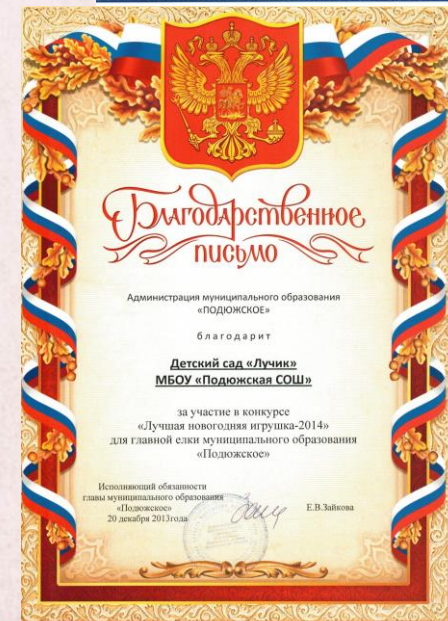 Благодарственное
письмо
Администрация муниципального образования
«ПОДЮЖСКОЕ»
благодарит
Детский сад «Лучик»
МБОУ «Подюжская СОШ»
за участие в конкурсе
«Лучшая новогодняя игрушка-2014»
для главной елки муниципального образования
«Подюжское»
Исполняющий обязанности
главы муниципального образования
«Подюжское» Е.В.Зайкова
20 декабря 2013года